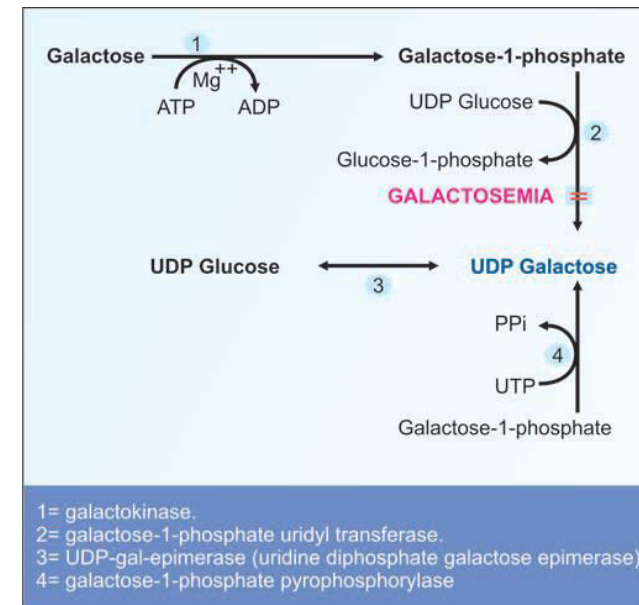 1
Galactose
Galactose-1-phosphate
Mg++
ATP
ADP
UDP Glucose
2
Glucose-1-phosphate
GALACTOSEMIA
UDP Glucose
UDP Galactose
3
PPi
4
UTP
Galactose-1-phosphate
1= galactokinase.
2= galactose-1-phosphate uridyl transferase.
3= UDP-gal-epimerase (uridine diphosphate galactose epimerase)
4= galactose-1-phosphate pyrophosphorylase